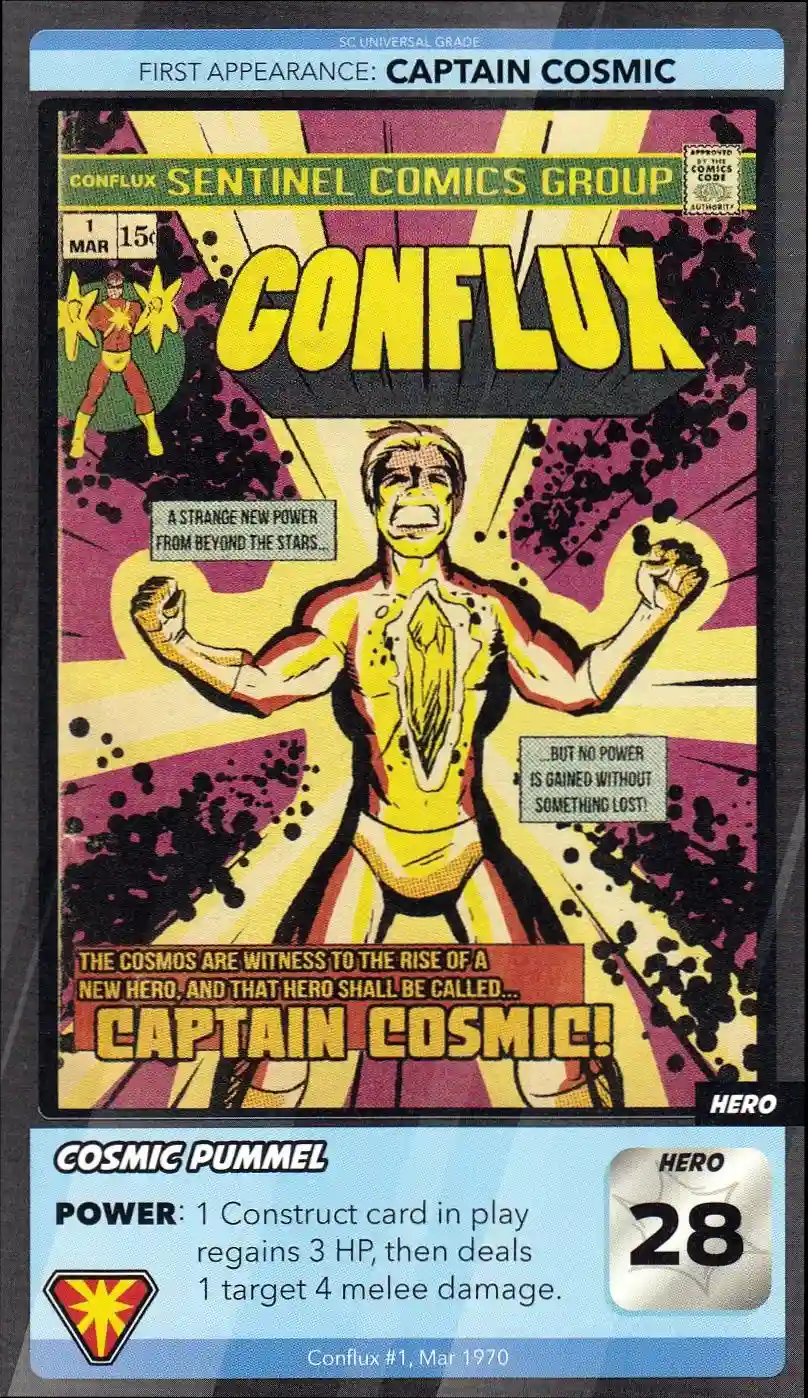 SC UNIVERSAL GRADE
FIRST APPEARANCE: CAPTAIN COSMIC
CONFLUX SENTINEL COMICS GROUP
APPROVED
BY THE
COMICS
CODE
AUTHORITY
1
MAR
15¢
CONFLUX
A STRANGE NEW POWER
FROM BEYOND THE STARS...
...BUT NO POWER
IS GAINED WITHOUT
SOMETHING LOST!
THE COSMOS ARE WITNESS TO THE RISE OF A
NEW HERO, AND THAT HERO SHALL BE CALLED...
CAPTAIN COSMIC!
HERO
COSMIC PUMMEL
POWER: 1 Construct card in play
regains 3 HP, then deals
1 target 4 melee damage.
HERO
28
Conflux #1, Mar 1970